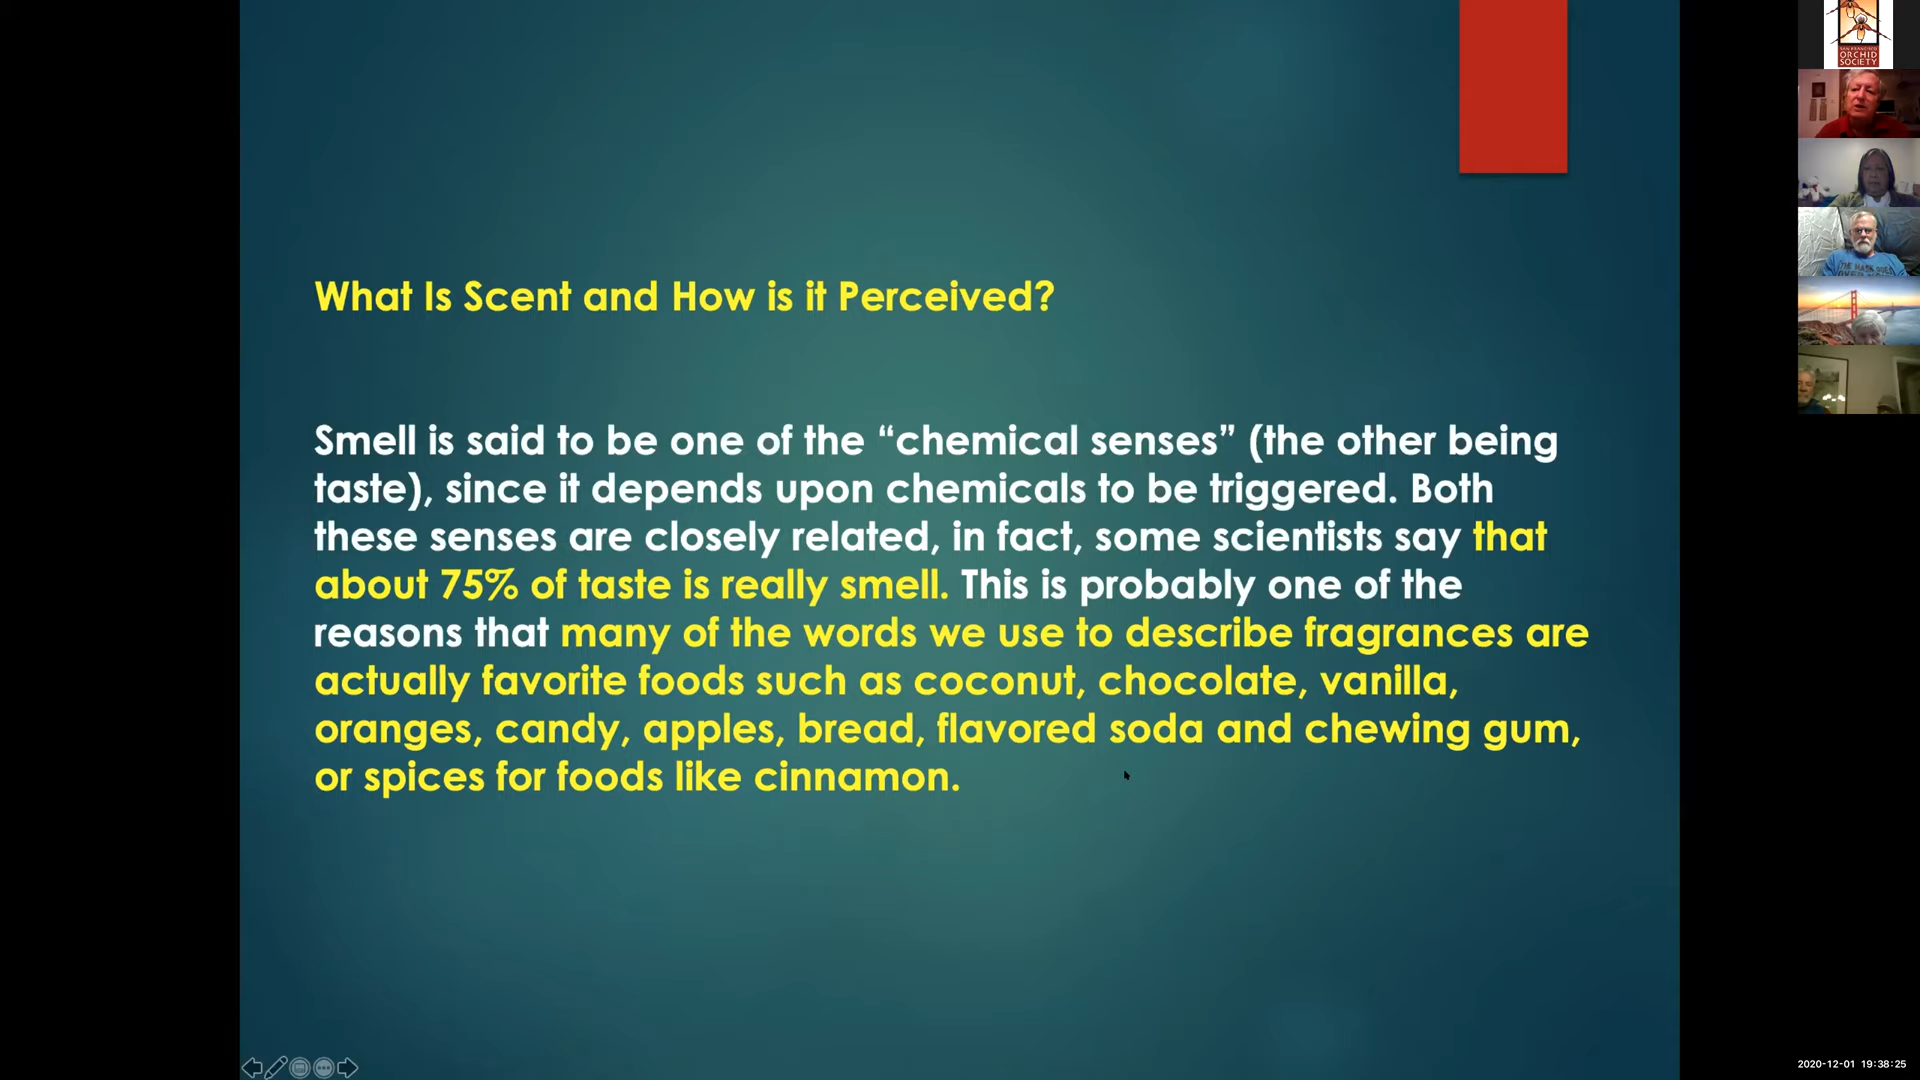 SAN FRANCISCO
ORCHID
SOCIETY
What Is Scent and How is it Perceived?
Smell is said to be one of the “chemical senses” (the other being
taste), since it depends upon chemicals to be triggered. Both
these senses are closely related, in fact, some scientists say that
about 75% of taste is really smell. This is probably one of the
reasons that many of the words we use to describe fragrances are
actually favorite foods such as coconut, chocolate, vanilla,
oranges, candy, apples, bread, flavored soda and chewing gum,
or spices for foods like cinnamon.
2020-12-01 19:38:25